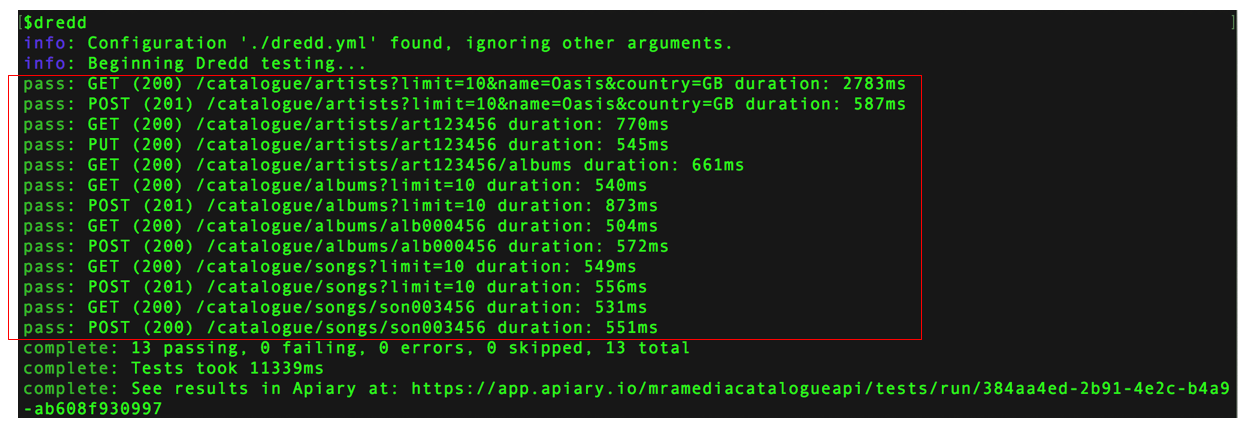 [$dredd ]
info: Configuration './dredd.yml' found, ignoring other arguments.
info: Beginning Dredd testing...
pass: GET (200) /catalogue/artists?limit=10&name=Oasis&country=GB duration: 2783ms
pass: POST (201) /catalogue/artists?limit=10&name=Oasis&country=GB duration: 587ms
pass: GET (200) /catalogue/artists/art123456 duration: 770ms
pass: PUT (200) /catalogue/artists/art123456 duration: 545ms
pass: GET (200) /catalogue/artists/art123456/albums duration: 661ms
pass: GET (200) /catalogue/albums?limit=10 duration: 540ms
pass: POST (201) /catalogue/albums?limit=10 duration: 873ms
pass: GET (200) /catalogue/albums/alb000456 duration: 504ms
pass: POST (200) /catalogue/albums/alb000456 duration: 572ms
pass: GET (200) /catalogue/songs?limit=10 duration: 549ms
pass: POST (201) /catalogue/songs?limit=10 duration: 556ms
pass: GET (200) /catalogue/songs/son003456 duration: 531ms
pass: POST (200) /catalogue/songs/son003456 duration: 551ms
complete: 13 passing, 0 failing, 0 errors, 0 skipped, 13 total
complete: Tests took 11339ms
complete: See results in Apiary at: https://app.apiary.io/mramediacatalogueapi/tests/run/384aa4ed-2b91-4e2c-b4a9
-ab608f930997